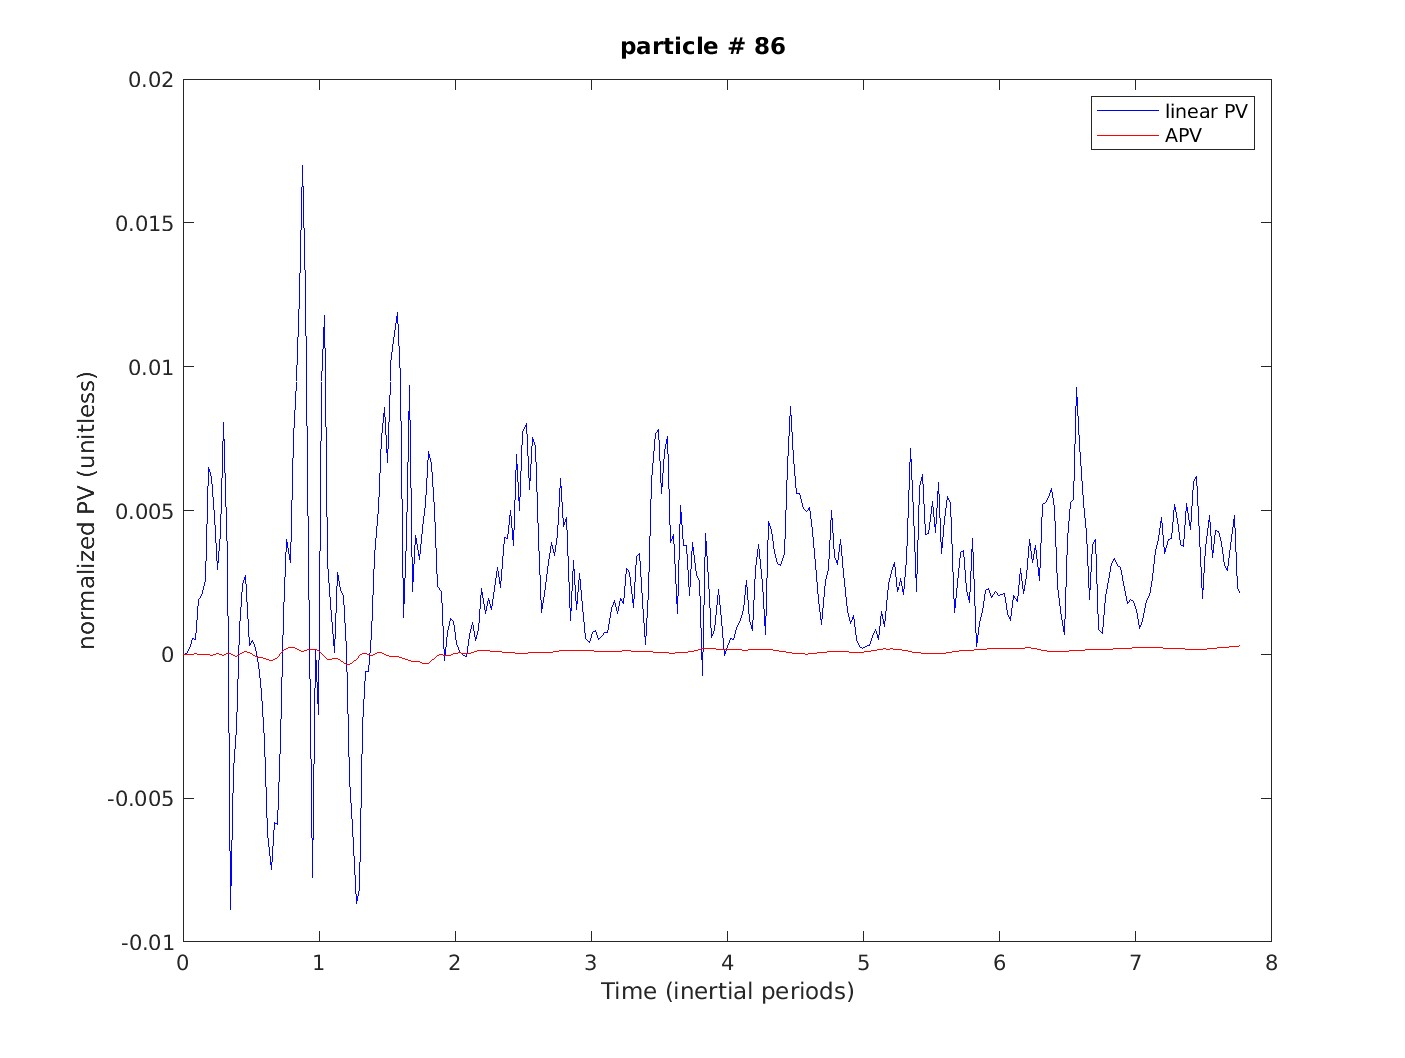 particle # 86
linear PV
APV
normalized PV (unitless)
0.02
0.015
0.01
0.005
0
-0.005
-0.01
0 1 2 3 4 5 6 7 8
Time (inertial periods)